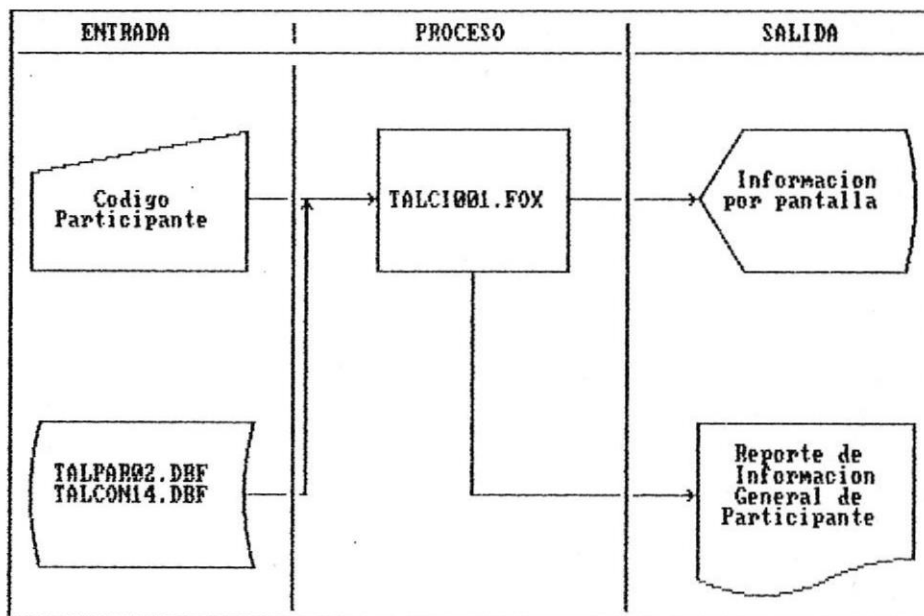 ENTRADA
PROCESO
SALIDA
Codigo
Participante
TALCI001.FOX
Informacion
por pantalla
TALPAR02.DBF
TALCON14.DBF
Reporte de
Informacion
General de
Participante